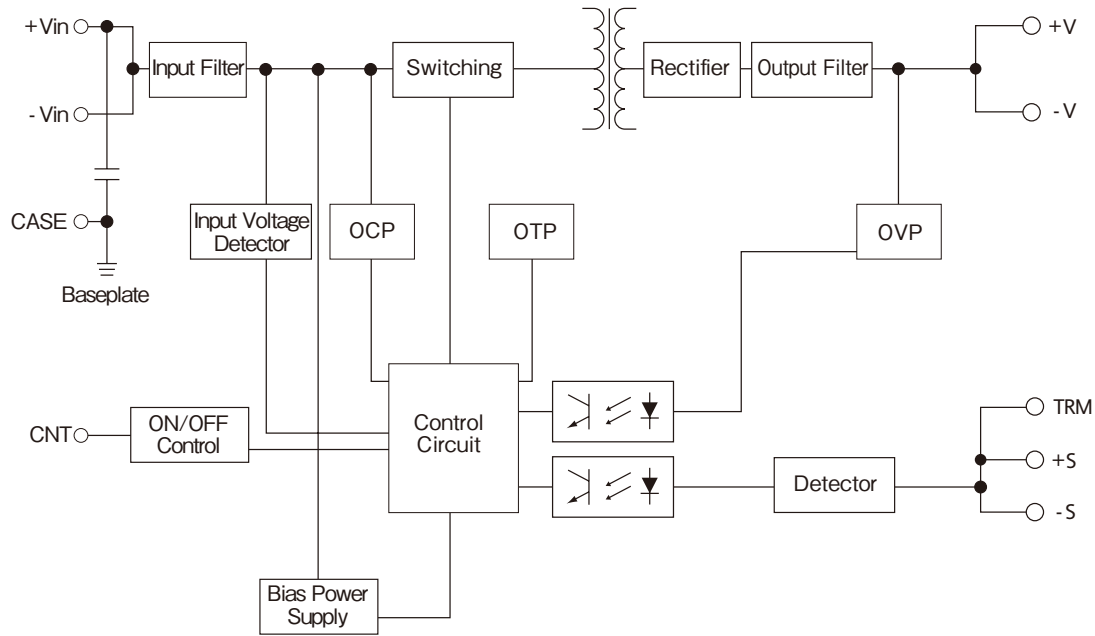 +Vin
+V
Input Filter
Switching
Rectifier
Output Filter
- Vin
- V
CASE
Input Voltage
Detector
OCP
OTP
OVP
Baseplate
CNT
ON/OFF
Control
Control
Circuit
TRM
+S
Detector
- S
Bias Power
Supply